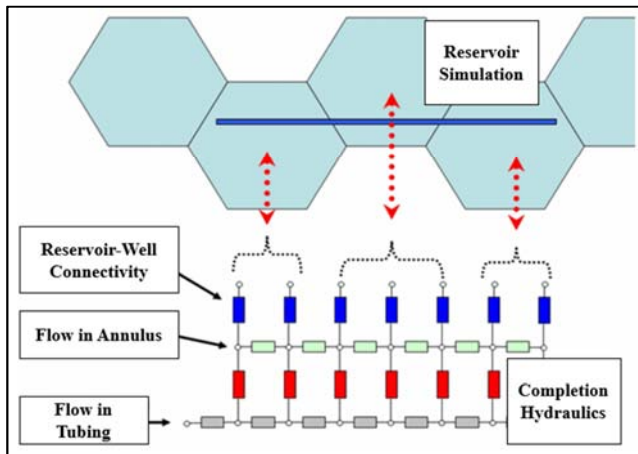 Reservoir
Simulation
Reservoir-Well
Connectivity
Flow in Annulus
Flow in
Tubing
Completion
Hydraulics